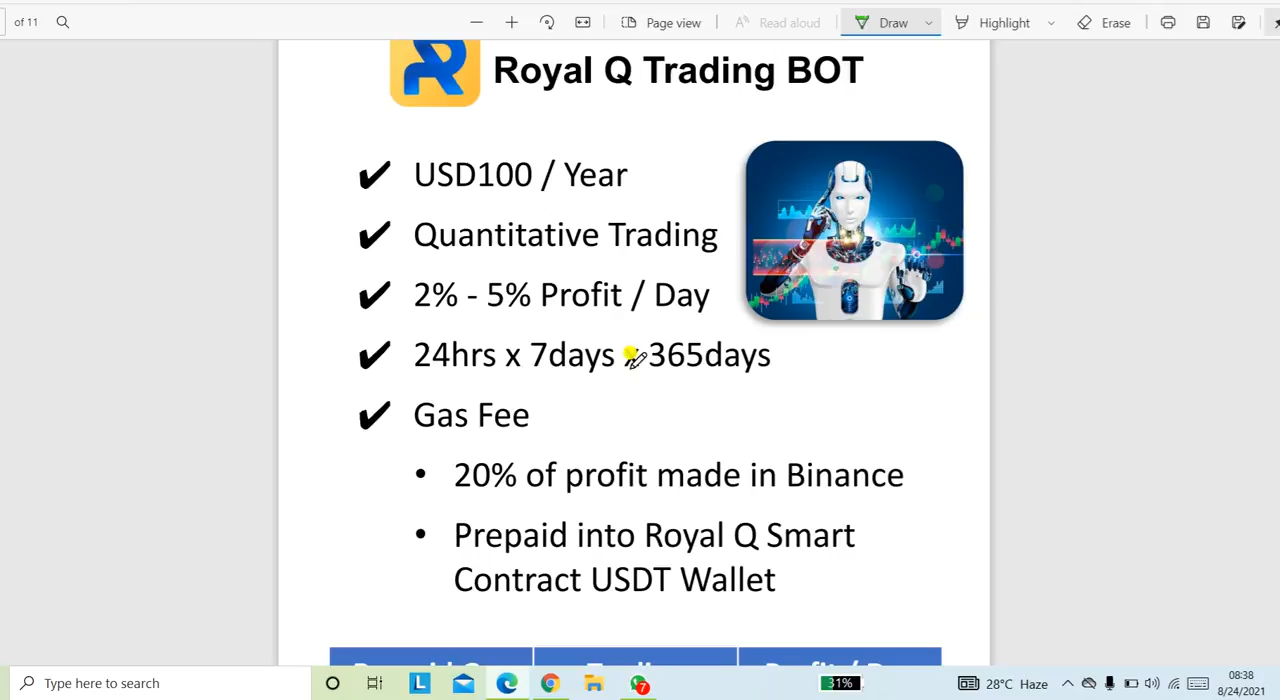 of 11
Page view
Read aloud
Draw
Highlight
Erase
Royal Q Trading BOT
✔ USD100 / Year
✔ Quantitative Trading
✔ 2% - 5% Profit / Day
✔ 24hrs x 7days 365days
✔ Gas Fee
• 20% of profit made in Binance
• Prepaid into Royal Q Smart
Contract USDT Wallet
Type here to search
L
7
31%
28°C Haze
08:38
8/24/2021